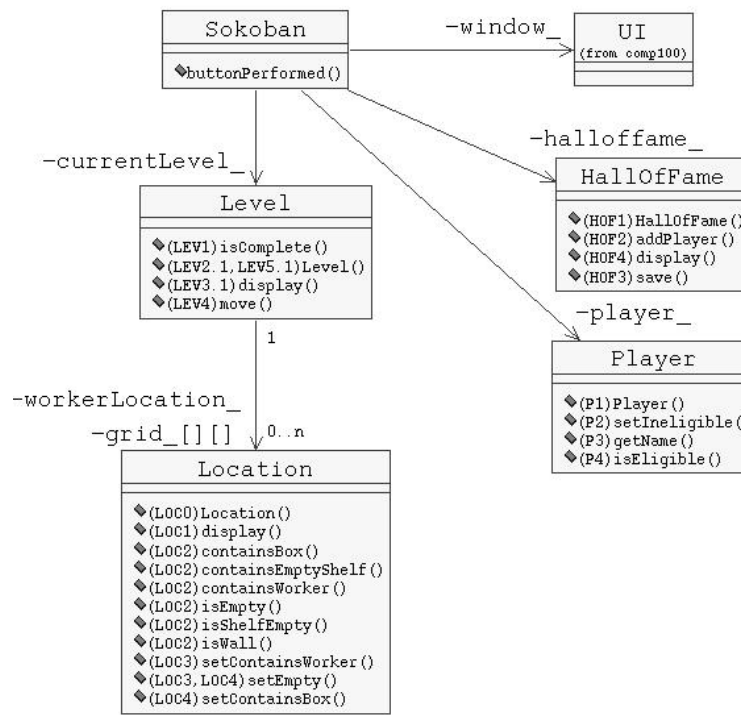 Sokoban
buttonPerformed()
-window_
UI
(from comp100)
-currentLevel_
-halloffame_
HallOfFame
(HOF1)HallOfFame()
(HOF2)addPlayer()
(HOF4)display()
(HOF3)save()
Level
(LEV1)isComplete()
(LEV2.1,LEV5.1)Level()
(LEV3.1)display()
(LEV4)move()
-player_
Player
(P1)Player()
(P2)setIneligible()
(P3)getName()
(P4)isEligible()
1
-workerLocation_
-grid_[][]
0..n
Location
(LOC0)Location()
(LOC1)display()
(LOC2)containsBox()
(LOC2)containsEmptyShelf()
(LOC2)containsWorker()
(LOC2)isEmpty()
(LOC2)isShelfEmpty()
(LOC2)isWall()
(LOC3)setContainsWorker()
(LOC3,LOC4)setEmpty()
(LOC4)setContainsBox()